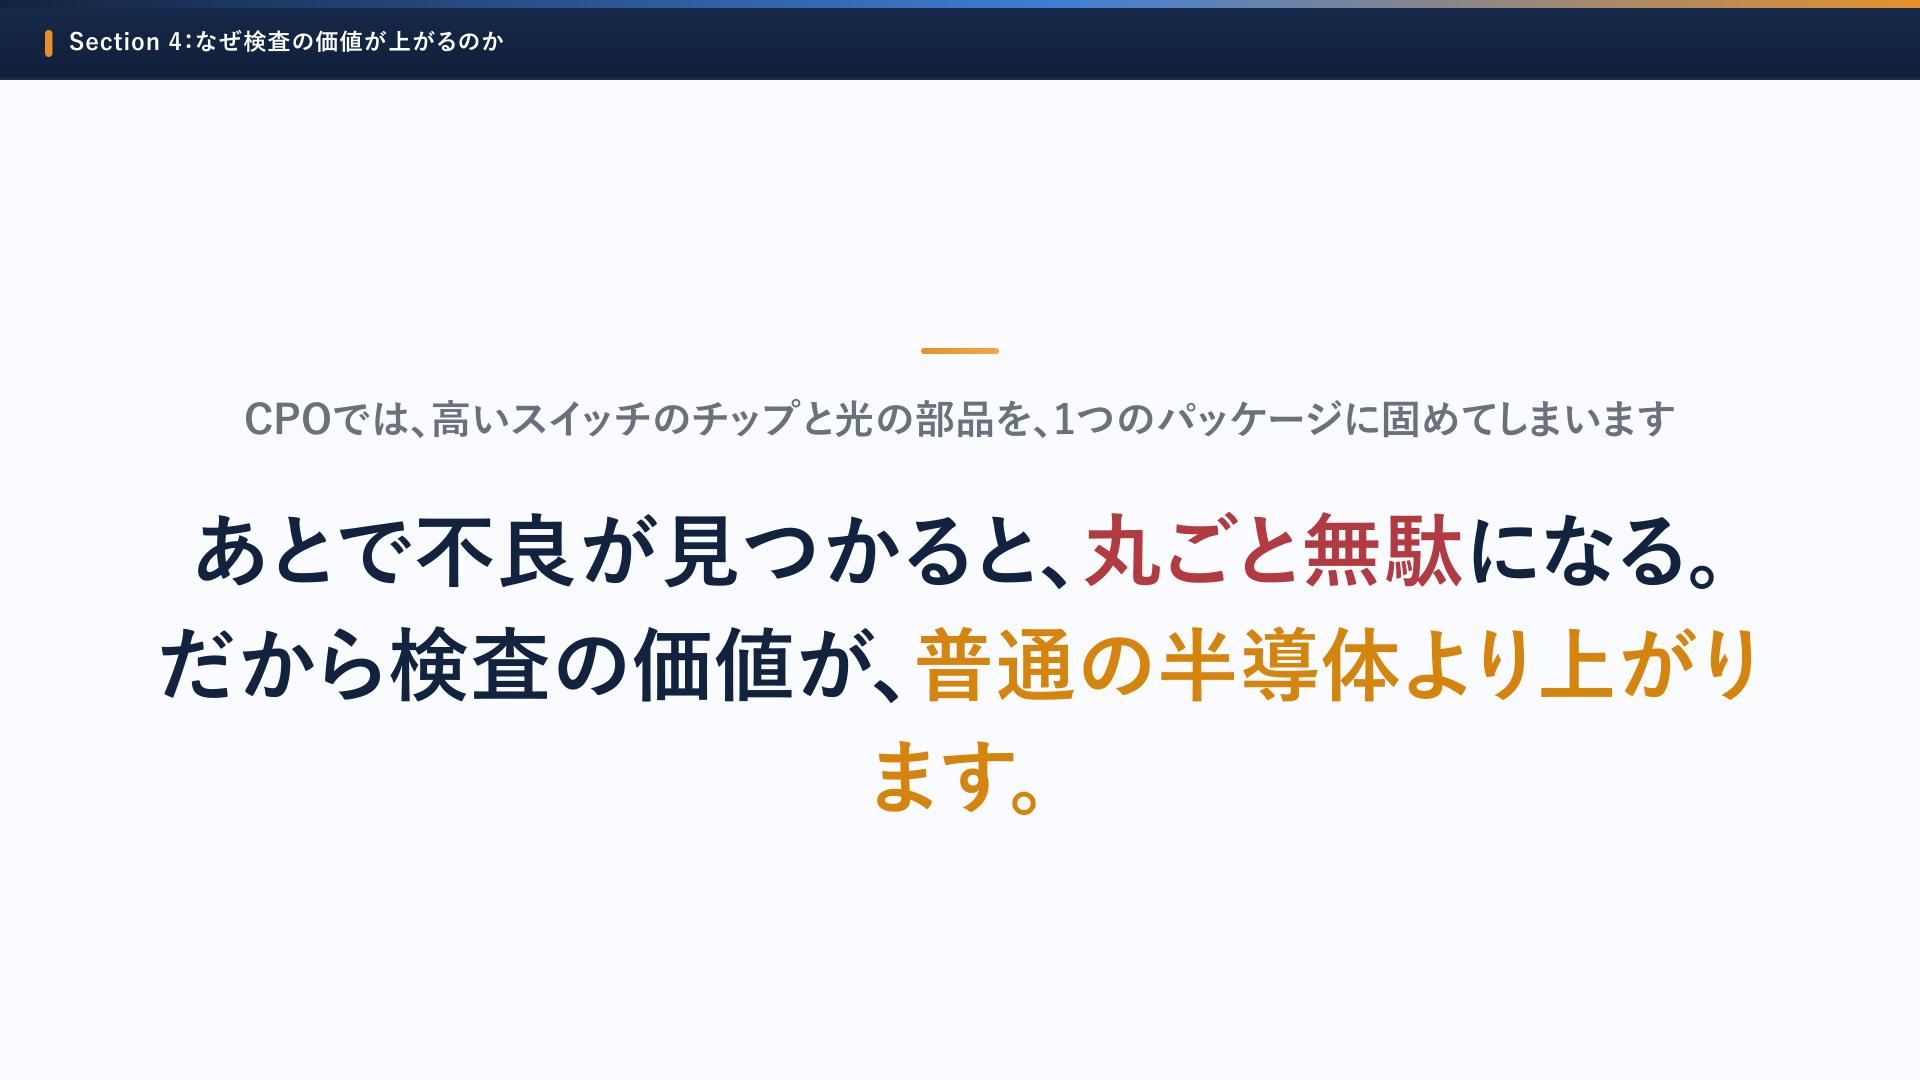 Section 4：なぜ検査の価値が上がるのか
CPOでは、高いスイッチのチップと光の部品を、1つのパッケージに固めてしまいます
あとで不良が見つかると、丸ごと無駄になる。
だから検査の価値が、普通の半導体より上がり
ます。